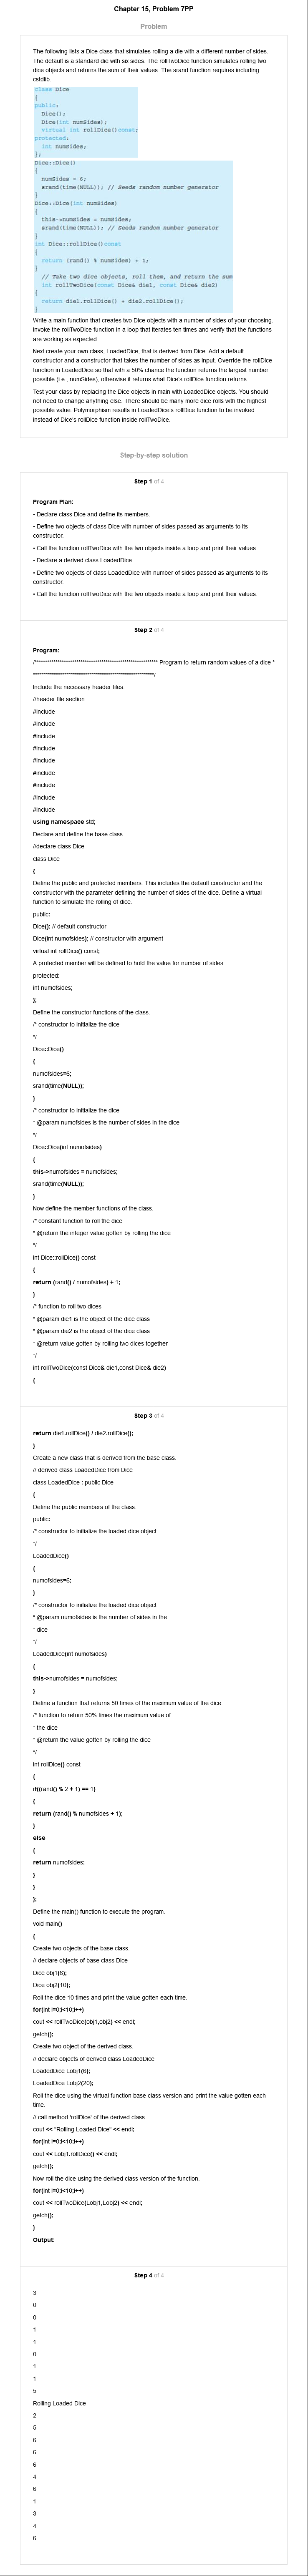 Chapter 15, Problem 7PP
Problem
The following lists a Dice class that simulates rolling a die with a different number of sides.
The default is a standard die with six sides. The rollTwoDice function simulates rolling two
dice objects and returns the sum of their values. The srand function requires including
cstdlib.
class Dice
{
public:
Dice();
Dice(int numSides);
virtual int rollDice()const;
protected:
int numSides;
};
Dice::Dice()
{
numSides = 6;
srand(time(NULL)); // Seeds random number generator
}
Dice::Dice(int numSides)
{
this->numSides = numSides;
srand(time(NULL)); // Seeds random number generator
}
int Dice::rollDice()const
{
return (rand() % numSides) + 1;
}
// Take two dice objects, roll them, and return the sum
int rollTwoDice(const Dice& die1, const Dice& die2)
{
return die1.rollDice() + die2.rollDice();
}
Write a main function that creates two Dice objects with a number of sides of your choosing.
Invoke the rollTwoDice function in a loop that iterates ten times and verify that the functions
are working as expected.
Next create your own class, LoadedDice, that is derived from Dice. Add a default
constructor and a constructor that takes the number of sides as input. Override the rollDice
function in LoadedDice so that with a 50% chance the function returns the largest number
possible (i.e., numSides), otherwise it returns what Dice's rollDice function returns.
Test your class by replacing the Dice objects in main with LoadedDice objects. You should
not need to change anything else. There should be many more dice rolls with the highest
possible value. Polymorphism results in LoadedDice's rollDice function to be invoked
instead of Dice's rollDice function inside rollTwoDice.
Step-by-step solution
Step 1 of 4
Program Plan:
• Declare class Dice and define its members.
• Define two objects of class Dice with number of sides passed as arguments to its
constructor.
• Call the function rollTwoDice with the two objects inside a loop and print their values.
• Declare a derived class LoadedDice.
• Define two objects of class LoadedDice with number of sides passed as arguments to its
constructor.
• Call the function rollTwoDice with the two objects inside a loop and print their values.
Step 2 of 4
Program:
/************************************************************ Program to return random values of a dice *
***********************************************************/
Include the necessary header files.
//header file section
#include
#include
#include
#include
#include
#include
#include
#include
#include
using namespace std;
Declare and define the base class.
//declare class Dice
class Dice
{
Define the public and protected members. This includes the default constructor and the
constructor with the parameter defining the number of sides of the dice. Define a virtual
function to simulate the rolling of dice.
public:
Dice(); // default constructor
Dice(int numofsides); // constructor with argument
virtual int rollDice() const;
A protected member will be defined to hold the value for number of sides.
protected:
int numofsides;
};
Define the constructor functions of the class.
/* constructor to initialize the dice
*/
Dice::Dice()
{
numofsides=6;
srand(time(NULL));
}
/* constructor to initialize the dice
* @param numofsides is the number of sides in the dice
*/
Dice::Dice(int numofsides)
{
this->numofsides = numofsides;
srand(time(NULL));
}
Now define the member functions of the class.
/* constant function to roll the dice
* @return the integer value gotten by rolling the dice
*/
int Dice::rollDice() const
{
return (rand() / numofsides) + 1;
}
/* function to roll two dices
* @param die1 is the object of the dice class
* @param die2 is the object of the dice class
* @return value gotten by rolling two dices together
*/
int rollTwoDice(const Dice& die1,const Dice& die2)
{
Step 3 of 4
return die1.rollDice() / die2.rollDice();
}
Create a new class that is derived from the base class.
// derived class LoadedDice from Dice
class LoadedDice : public Dice
{
Define the public members of the class.
public:
/* constructor to initialize the loaded dice object
*/
LoadedDice()
{
numofsides=6;
}
/* constructor to initialize the loaded dice object
* @param numofsides is the number of sides in the
* dice
*/
LoadedDice(int numofsides)
{
this->numofsides = numofsides;
}
Define a function that returns 50 times of the maximum value of the dice.
/* function to return 50% times the maximum value of
* the dice
* @return the value gotten by rolling the dice
*/
int rollDice() const
{
if((rand() % 2 + 1) == 1)
{
return (rand() % numofsides + 1);
}
else
{
return numofsides;
}
}
};
Define the main() function to execute the program.
void main()
{
Create two objects of the base class.
// declare objects of base class Dice
Dice obj1(6);
Dice obj2(10);
Roll the dice 10 times and print the value gotten each time.
for(int i=0;i<10;i++)
cout << rollTwoDice(obj1,obj2) << endl;
getch();
Create two object of the derived class.
// declare objects of derived class LoadedDice
LoadedDice Lobj1(6);
LoadedDice Lobj2(20);
Roll the dice using the virtual function base class version and print the value gotten each
time.
// call method 'rollDice' of the derived class
cout << "Rolling Loaded Dice" << endl;
for(int i=0;i<10;i++)
cout << Lobj1.rollDice() << endl;
getch();
Now roll the dice using the derived class version of the function.
for(int i=0;i<10;i++)
cout << rollTwoDice(Lobj1,Lobj2) << endl;
getch();
}
Output:
Step 4 of 4
3
0
0
1
1
0
1
1
5
Rolling Loaded Dice
2
5
6
6
6
4
6
1
3
4
6